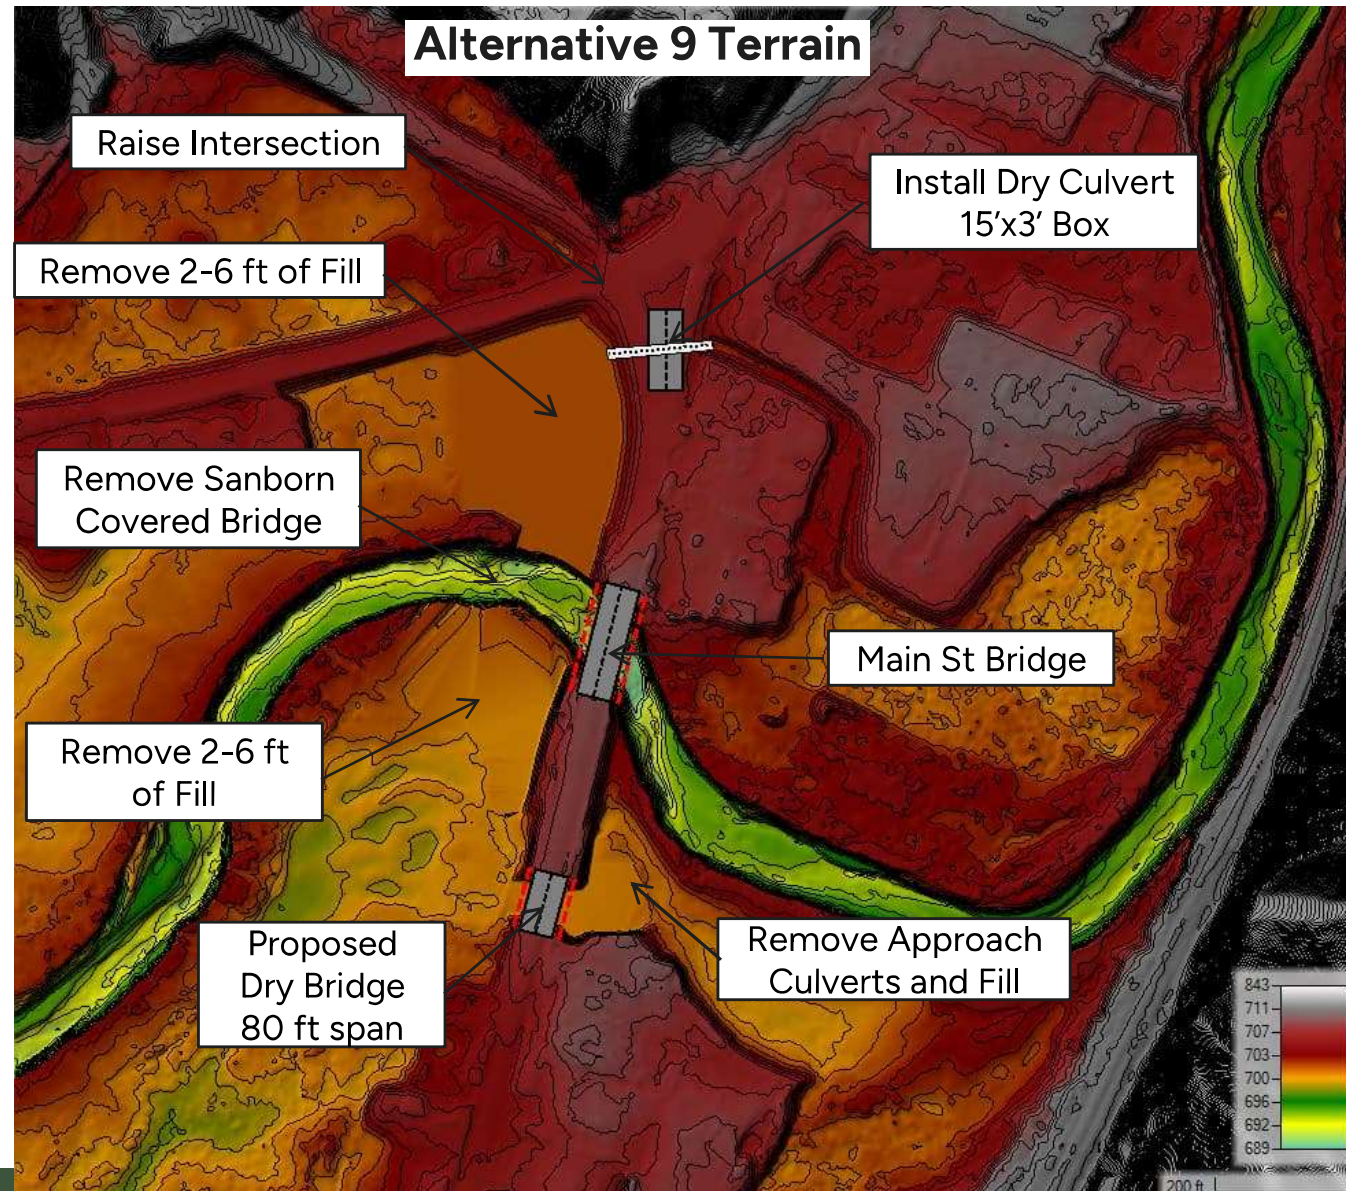 Alternative 9 Terrain
Raise Intersection
Install Dry Culvert
15'x3' Box
Remove 2-6 ft of Fill
Remove Sanborn
Covered Bridge
Main St Bridge
Remove 2-6 ft
of Fill
Proposed
Dry Bridge
80 ft span
Remove Approach
Culverts and Fill
843
711
707
703
700
696
692
689
200 ft